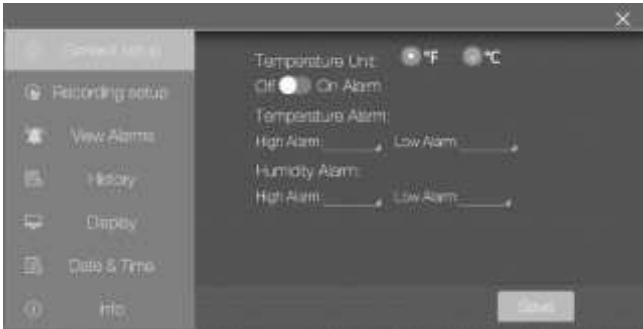 General setup
Recording setup
View Alarms
History
Display
Date & Time
Info
Temperature Unit: °F °C
Off On Alarm
Temperature Alarm:
High Alarm: Low Alarm:
Humidity Alarm:
High Alarm: Low Alarm:
Save